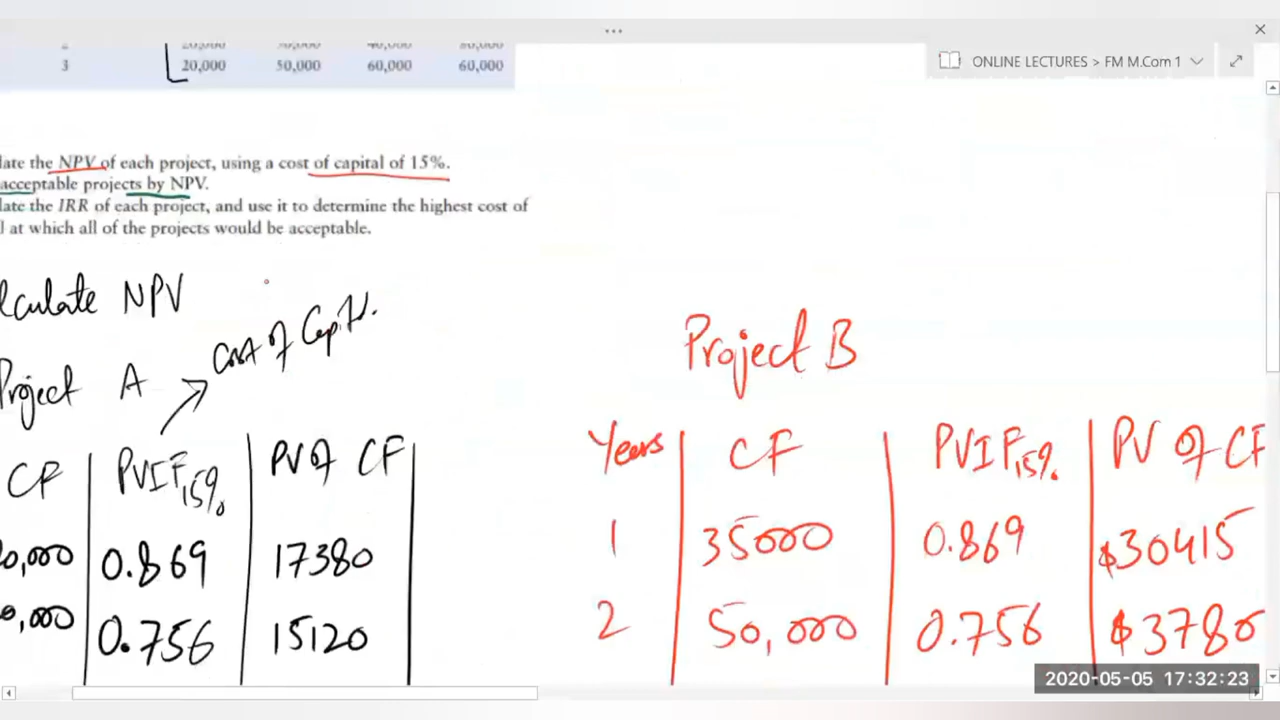 ONLINE LECTURES > FM M.Com 1
3 20,000 50,000 60,000 60,000
late the NPV of each project, using a cost of capital of 15%.
acceptable projects by NPV.
late the IRR of each project, and use it to determine the highest cost of
l at which all of the projects would be acceptable.
lculate NPV
Cost of Capital.
Project A
CF PVIF15% PV of CF
0,000 0.869 17380
0,000 0.756 15120
Project B
Years CF PVIF15% PV of CF
1 35000 0.869 $30415
2 50,000 0.756 $3780
2020-05-05 17:32:23